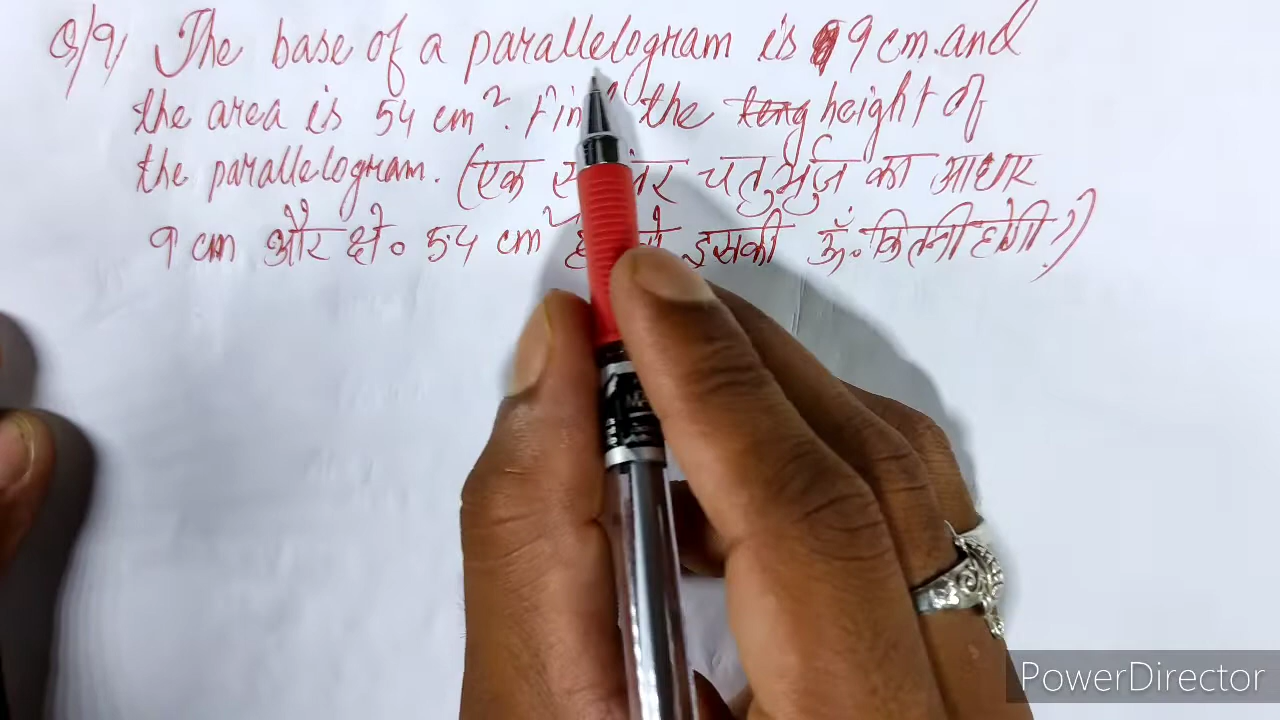 Q/9/ The base of a parallelogram is 9 cm. and
the area is 54 cm². the height of
the parallelogram. (एक चतुर्भुज का आधार
9 cm और क्षे० 54 cm² इसकी ऊँ० कितनी होगी?)
PowerDirector